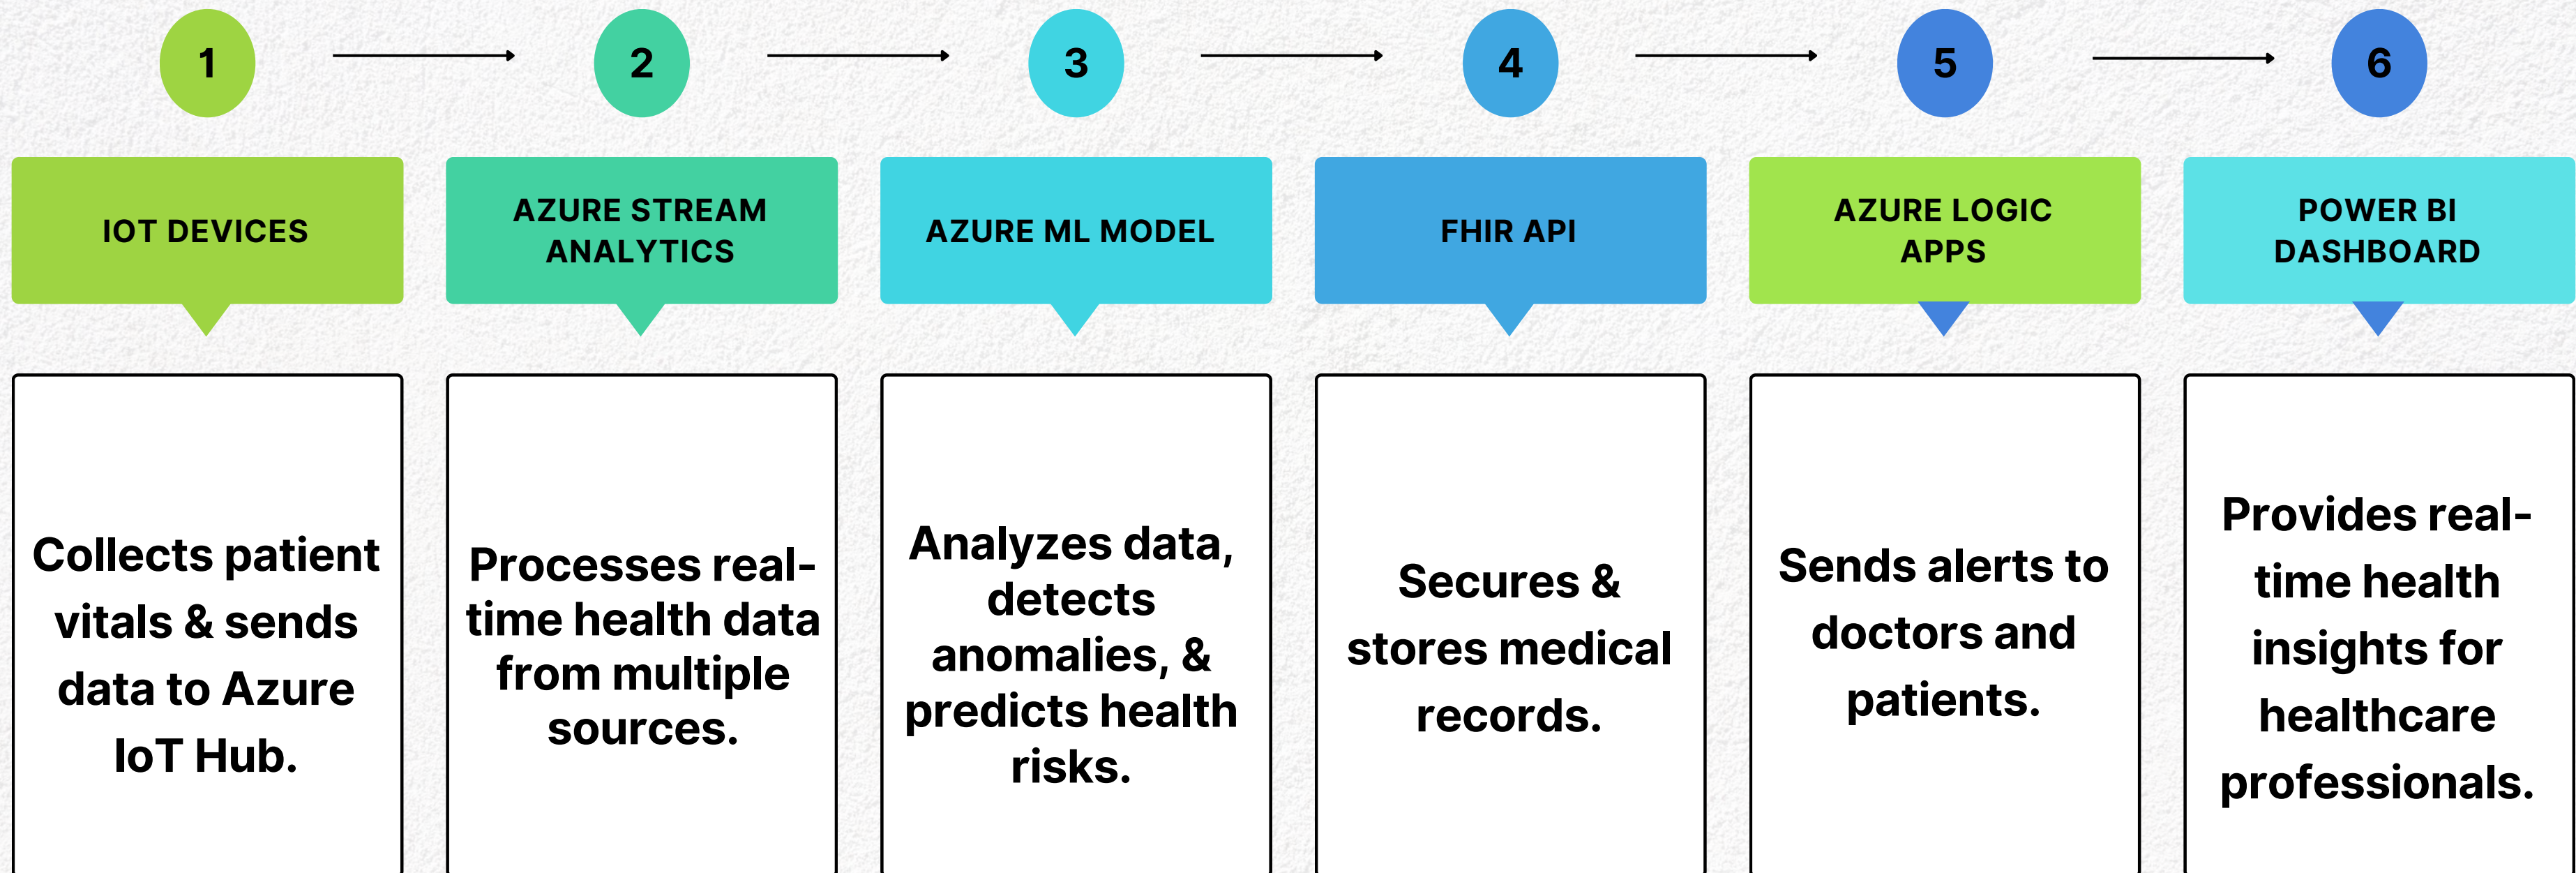 1
2
3
4
5
6
IOT DEVICES
AZURE STREAM
ANALYTICS
AZURE ML MODEL
FHIR API
AZURE LOGIC
APPS
POWER BI
DASHBOARD
Collects patient
vitals & sends
data to Azure
IoT Hub.
Processes real-
time health data
from multiple
sources.
Analyzes data,
detects
anomalies, &
predicts health
risks.
Secures &
stores medical
records.
Sends alerts to
doctors and
patients.
Provides real-
time health
insights for
healthcare
professionals.